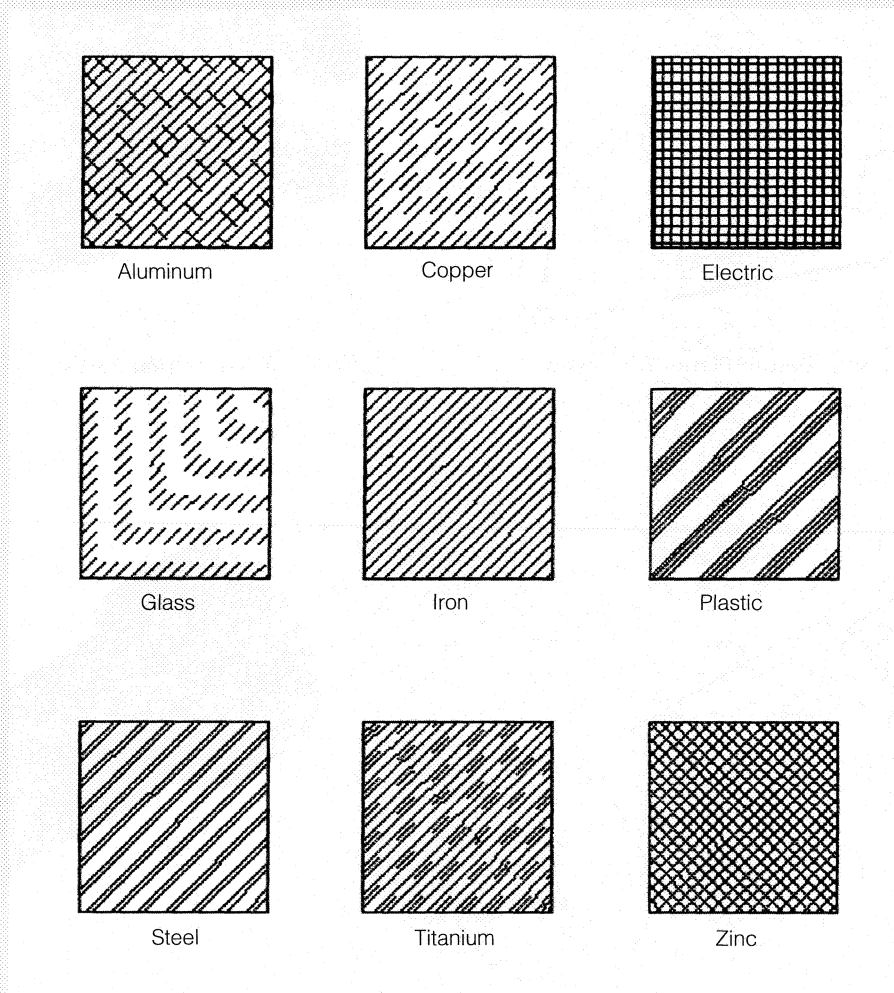 Aluminum
Copper
Electric
Glass
Iron
Plastic
Steel
Titanium
Zinc